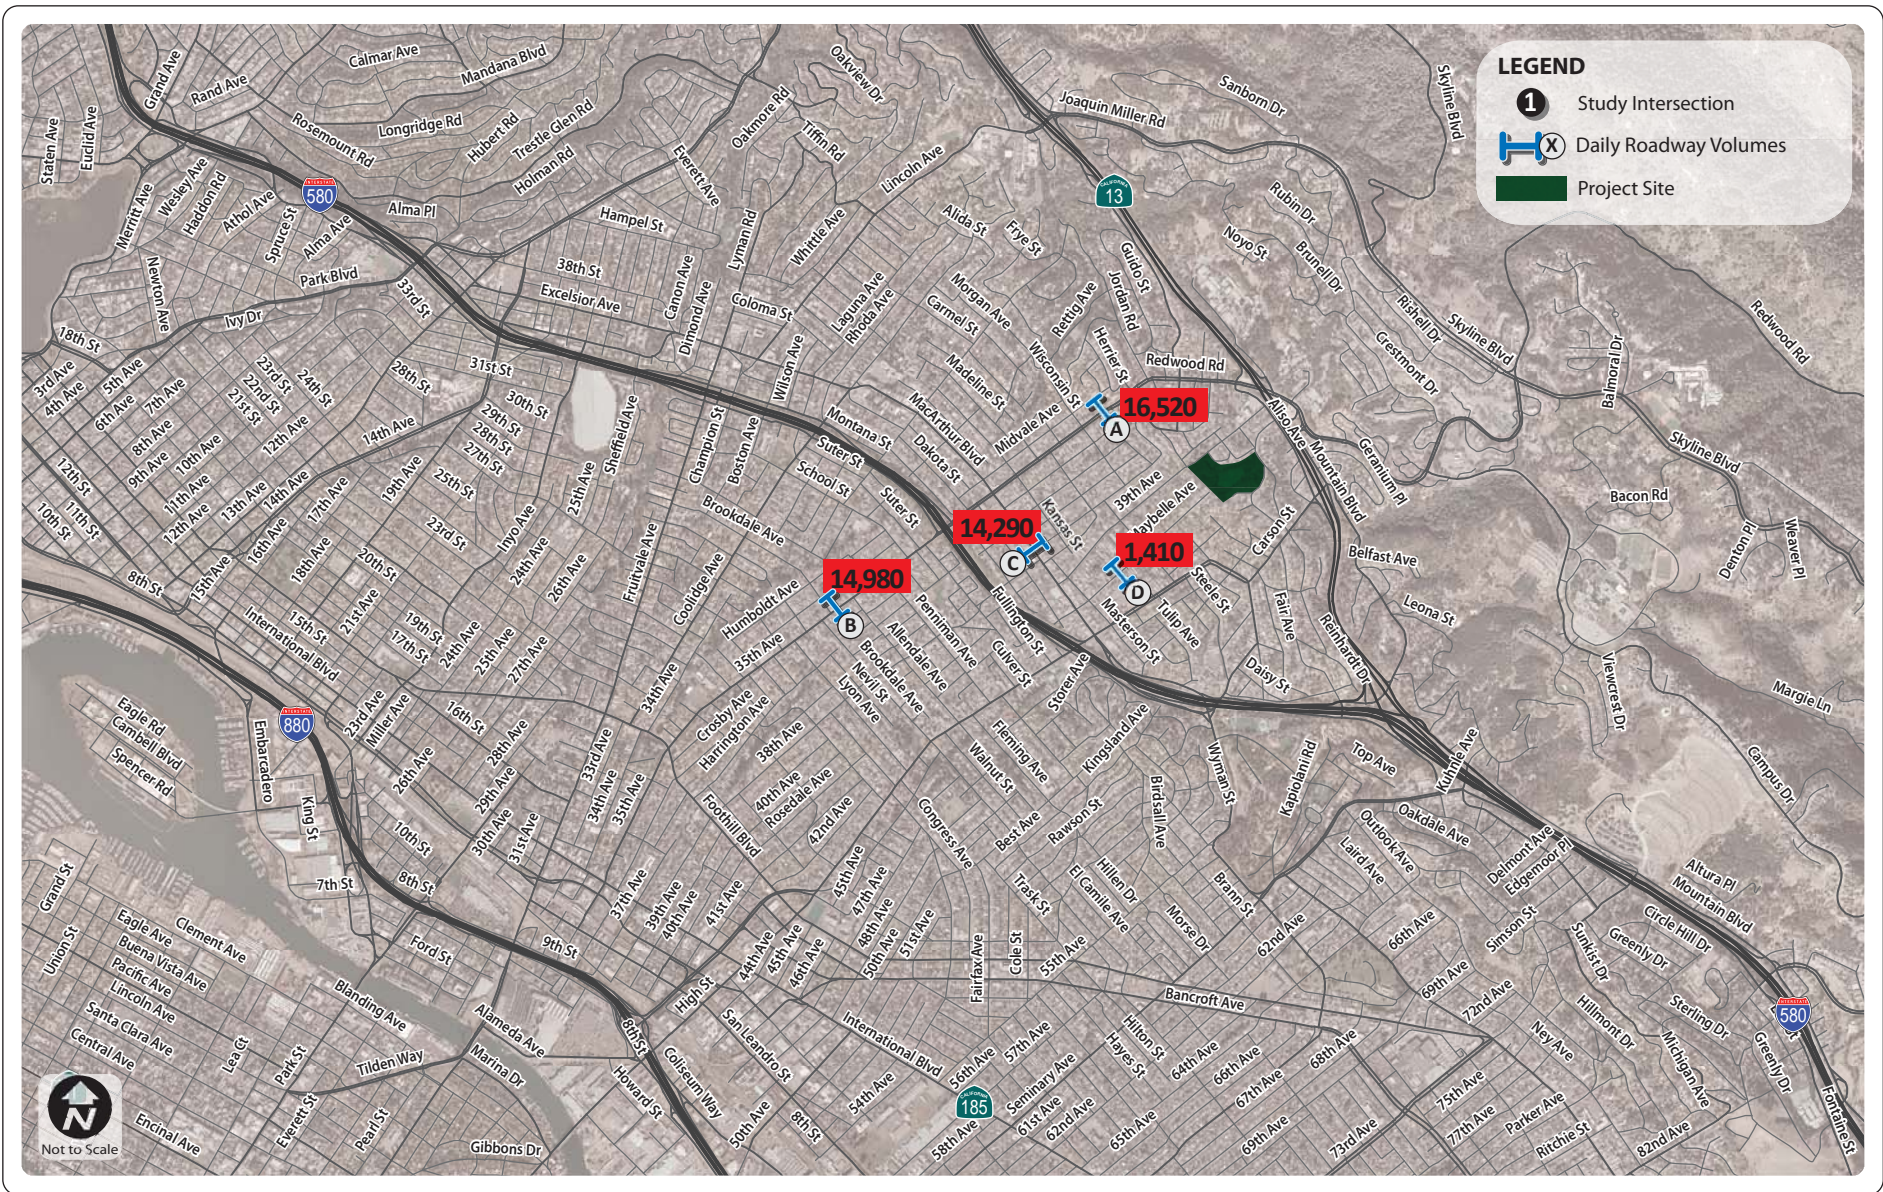 LEGEND
1 Study Intersection
X Daily Roadway Volumes
Project Site
Grand Ave
Calmar Ave
Mandana Blvd
Oakview Dr
Rand Ave
Staten Ave
Euclid Ave
Rosemount Rd
Longridge Rd
Hubert Rd
Trestle Glen Rd
Holman Rd
Everett Ave
Oakmore Rd
Tiffin Rd
Lincoln Ave
Joaquin Miller Rd
Sanborn Dr
Skyline Blvd
Merritt Ave
Wesley Ave
Haddon Rd
Athol Ave
Spruce St
Alma Ave
INTERSTATE
580
Alma Pl
Hampel St
Lyman Rd
Whittle Ave
Alida St
Frye St
CALIFORNIA
13
Guido St
Jordan Rd
Rubin Dr
Noyo St
Brunell Dr
Newton Ave
Park Blvd
Ivy Dr
33rd St
38th St
Excelsior Ave
Canon Ave
Dimond Ave
Coloma St
Laguna Ave
Rhoda Ave
Morgan Ave
Carmel St
Rettig Ave
Herrier St
Wisconsin St
Redwood Rd
Rishell Dr
Skyline Blvd
Crestmont Dr
Balmoral Dr
Redwood Rd
18th St
3rd Ave
4th Ave
5th Ave
6th Ave
7th Ave
8th Ave
9th Ave
10th Ave
11th Ave
12th Ave
23rd St
22nd St
21st St
24th St
28th St
31st St
30th St
29th St
28th St
27th St
25th St
23rd St
12th Ave
14th Ave
13th Ave
14th Ave
16th Ave
17th Ave
19th Ave
18th Ave
15th Ave
12th St
11th St
10th St
8th St
20th St
21st Ave
Inyo Ave
24th Ave
26th Ave
25th Ave
Sheffield Ave
Fruitvale Ave
Champion St
Boston Ave
Wilson Ave
Brookdale Ave
Coolidge Ave
School St
Suter St
Montana St
Suter St
MacArthur Blvd
Dakota St
Madeline St
Midvale Ave
16,520
A
39th Ave
Maybelle Ave
Kansas St
14,290
C
1,410
D
14,980
B
Aliso Ave
Mountain Blvd
Geranium Pl
Carson St
Steele St
Tulip Ave
Masterson St
Fair Ave
Belfast Ave
Leona St
Reinhardt Dr
Daisy St
Skyline Blvd
Bacon Rd
Denton Pl
Weaver Pl
Viewcrest Dr
Margie Ln
Campus Dr
International Blvd
15th St
19th St
17th St
24th Ave
25th Ave
27th Ave
Humboldt Ave
35th Ave
34th Ave
Penniman Ave
Allendale Ave
Brookdale Ave
Nevil St
Lyon Ave
Fullington St
Culver St
Storer Ave
Eagle Rd
Cambell Blvd
Spencer Rd
Embarcadero
INTERSTATE
880
King St
23rd Ave
Miller Ave
26th Ave
16th St
28th Ave
29th Ave
30th Ave
31st Ave
33rd Ave
34th Ave
35th Ave
Crosby Ave
Harrington Ave
38th Ave
40th Ave
Rosedale Ave
42nd Ave
Foothill Blvd
Congress Ave
Walnut St
Fleming Ave
Kingsland Ave
Best Ave
Rawson St
Birdsall Ave
Wyman St
Kapiolani Rd
Top Ave
Kuhnle Ave
Oakdale Ave
Outlook Ave
Laird Ave
Delmont Ave
Edgemoor Pl
Altura Pl
Mountain Blvd
Circle Hill Dr
Greenly Dr
Sunkist Dr
Simson St
10th St
7th St
8th St
Grand St
Union St
Eagle Ave
Clement Ave
Buena Vista Ave
Pacific Ave
Lincoln Ave
Santa Clara Ave
Central Ave
Encinal Ave
Ford St
9th St
37th Ave
39th Ave
40th Ave
41st Ave
44th Ave
45th Ave
46th Ave
45th Ave
47th Ave
48th Ave
50th Ave
51st Ave
Fairfax Ave
Cole St
Trask St
55th Ave
El Camile Ave
Hillen Dr
Morse Dr
Brann St
62nd Ave
66th Ave
69th Ave
72nd Ave
Bancroft Ave
Ney Ave
Hillmont Dr
Sterling Dr
Michigan Ave
Greenly Dr
INTERSTATE
580
Fontaine St
Blanding Ave
Alameda Ave
Marina Dr
Tilden Way
Park St
Lea Ct
Everett St
Pearl St
Gibbons Dr
High St
8th St
Howard St
Coliseum Way
San Leandro St
50th Ave
8th St
International Blvd
54th Ave
56th Ave
57th Ave
58th Ave
CALIFORNIA
185
Seminary Ave
61st Ave
62nd Ave
Hilton St
Hayes St
64th Ave
65th Ave
66th Ave
67th Ave
68th Ave
69th Ave
73rd Ave
75th Ave
77th Ave
Parker Ave
Ritchie St
82nd Ave
N
Not to Scale